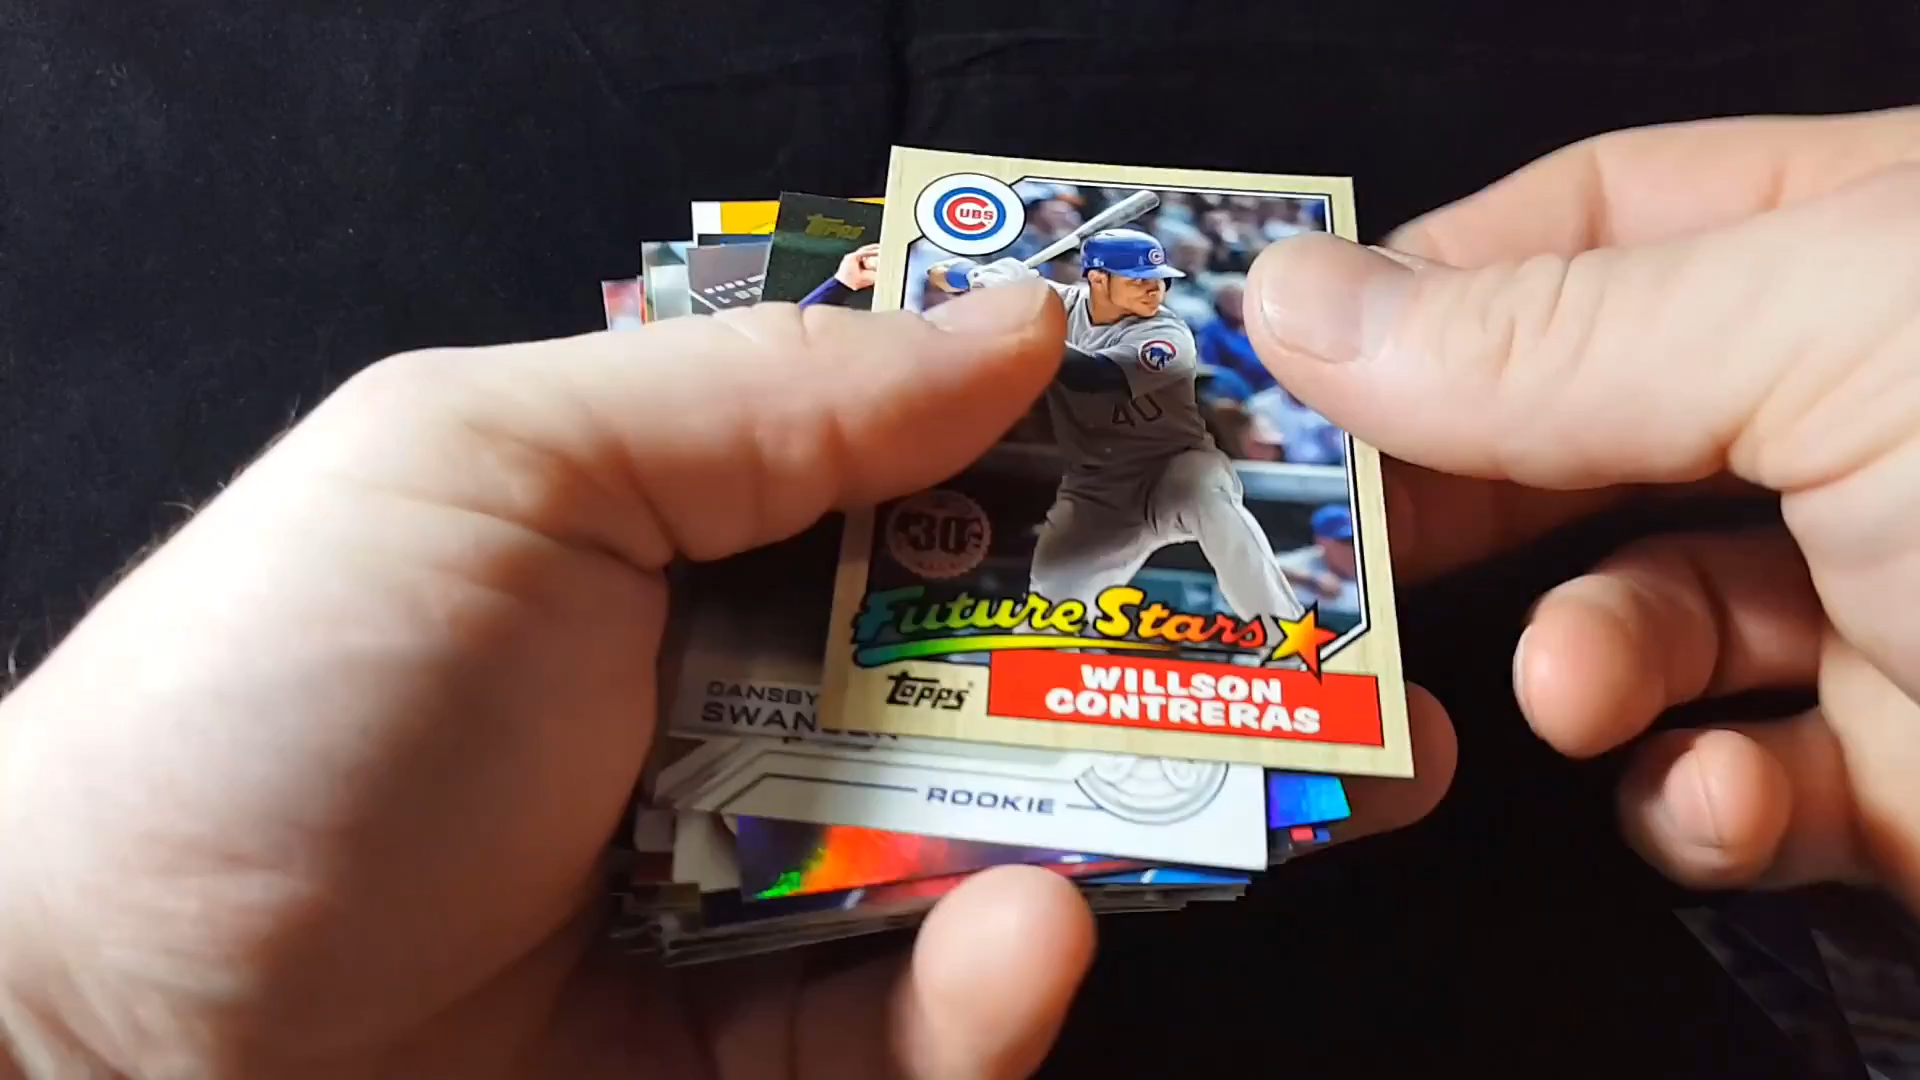 TOPPS
CUBS
40
30
Future Stars
topps
WILLSON
CONTRERAS
DANSBY
SWANSON
ROOKIE